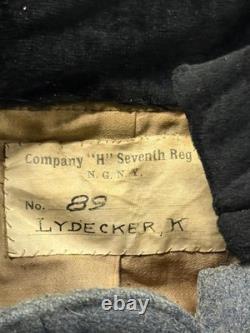 Company "H" Seventh Reg
N. G. N. Y.
No. 89
LYDECKER, K